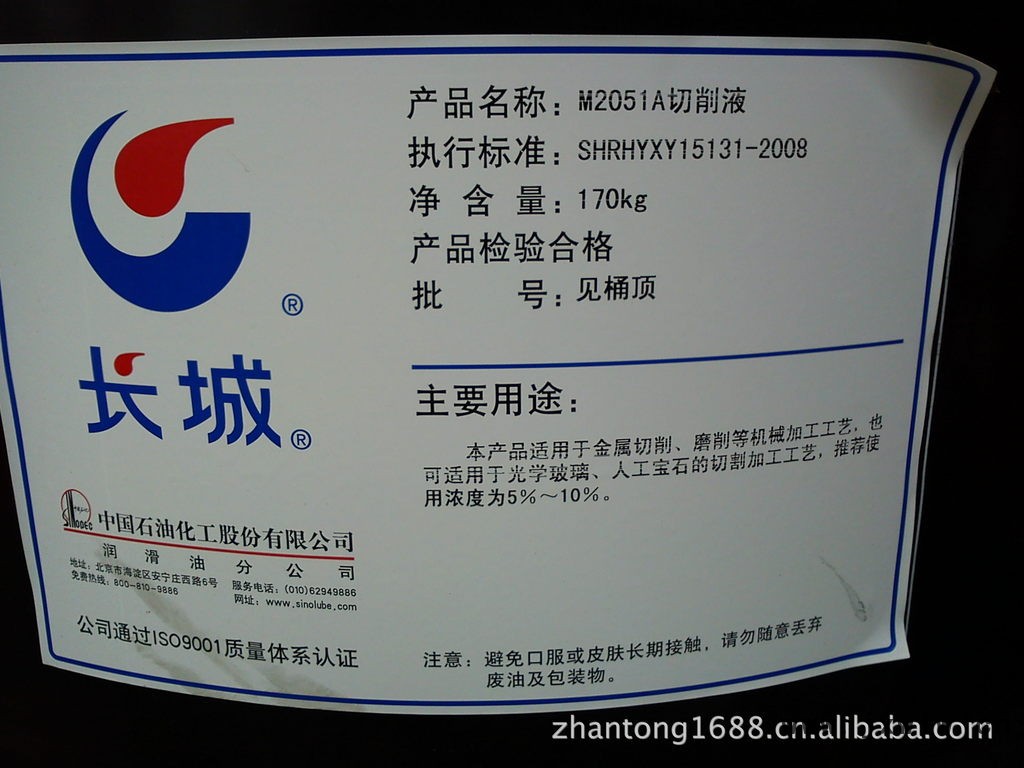 产品名称：M2051A切削液
执行标准：SHRHYXY15131-2008
净 含 量：170kg
产品检验合格
批 号：见桶顶
®
长城®
主要用途：
本产品适用于金属切削、磨削等机械加工工艺，也
可适用于光学玻璃、人工宝石的切割加工工艺，推荐使
用浓度为5%～10%。
SINOPEC
中国石油化工股份有限公司
润滑油分公司
地址：北京市海淀区安宁庄西路6号 服务电话：(010)62949886
免费热线：800-810-9886 网址：www.sinolube.com
公司通过ISO9001质量体系认证
注意：避免口服或皮肤长期接触，请勿随意丢弃
废油及包装物。
zhantong1688.cn.alibaba.com